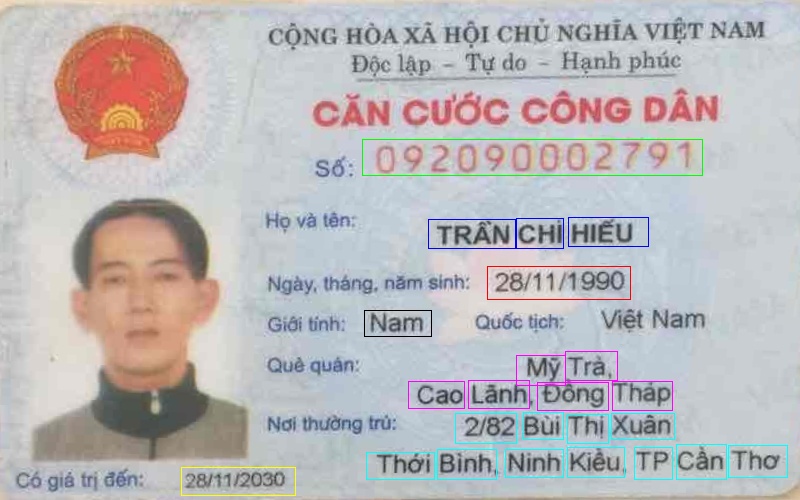 CỘNG HÒA XÃ HỘI CHỦ NGHĨA VIỆT NAM
Độc lập - Tự do - Hạnh phúc
CĂN CƯỚC CÔNG DÂN
Số: 092090002791
Họ và tên: TRẦN CHÍ HIẾU
Ngày, tháng, năm sinh: 28/11/1990
Giới tính: Nam Quốc tịch: Việt Nam
Quê quán: Mỹ Trà,
Cao Lãnh, Đồng Tháp
Nơi thường trú: 2/82 Bùi Thị Xuân
Thới Bình, Ninh Kiều, TP Cần Thơ
Có giá trị đến: 28/11/2030